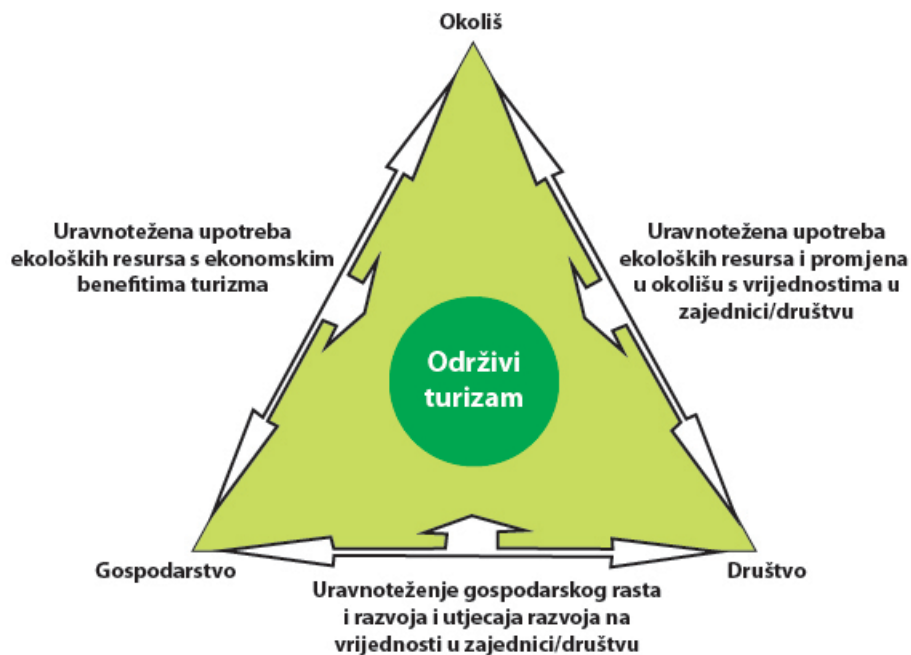 Okoliš
Uravnotežena upotreba
ekoloških resursa s ekonomskim
benefitima turizma
Uravnotežena upotreba
ekoloških resursa i promjena
u okolišu s vrijednostima u
zajednici/društvu
Održivi
turizam
Gospodarstvo
Društvo
Uravnoteženje gospodarskog rasta
i razvoja i utjecaja razvoja na
vrijednosti u zajednici/društvu